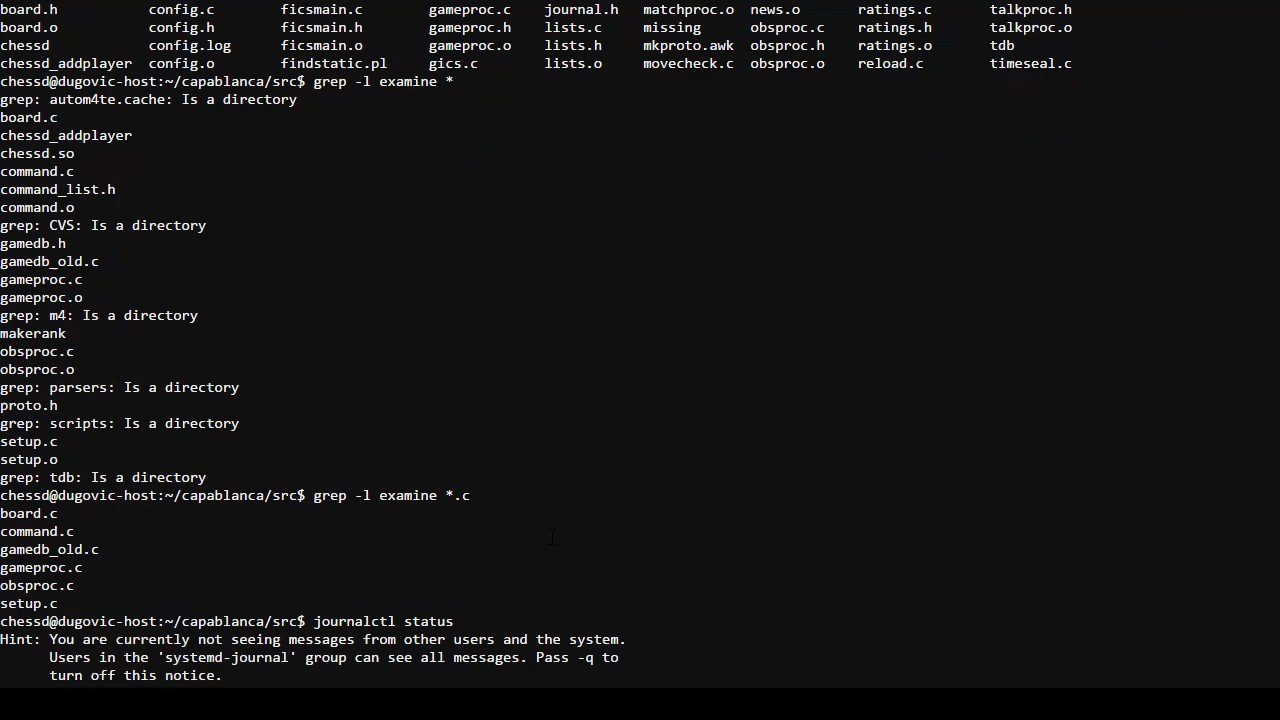 board.h           config.c      ficsmain.c        gameproc.c    journal.h   matchproc.o  news.o       ratings.c       talkproc.h
board.o           config.h      ficsmain.h        gameproc.h    lists.c     missing      obsproc.c    ratings.h       talkproc.o
chessd            config.log    ficsmain.o        gameproc.o    lists.h     mkproto.awk  obsproc.h    ratings.o       tdb
chessd_addplayer  config.o      findstatic.pl     gics.c        lists.o     movecheck.c  obsproc.o    reload.c        timeseal.c
chessd@dugovic-host:~/capablanca/src$ grep -l examine *
grep: autom4te.cache: Is a directory
board.c
chessd_addplayer
chessd.so
command.c
command_list.h
command.o
grep: CVS: Is a directory
gamedb.h
gamedb_old.c
gameproc.c
gameproc.o
grep: m4: Is a directory
makerank
obsproc.c
obsproc.o
grep: parsers: Is a directory
proto.h
grep: scripts: Is a directory
setup.c
setup.o
grep: tdb: Is a directory
chessd@dugovic-host:~/capablanca/src$ grep -l examine *.c
board.c
command.c
gamedb_old.c
gameproc.c
obsproc.c
setup.c
chessd@dugovic-host:~/capablanca/src$ journalctl status
Hint: You are currently not seeing messages from other users and the system.
      Users in the 'systemd-journal' group can see all messages. Pass -q to
      turn off this notice.